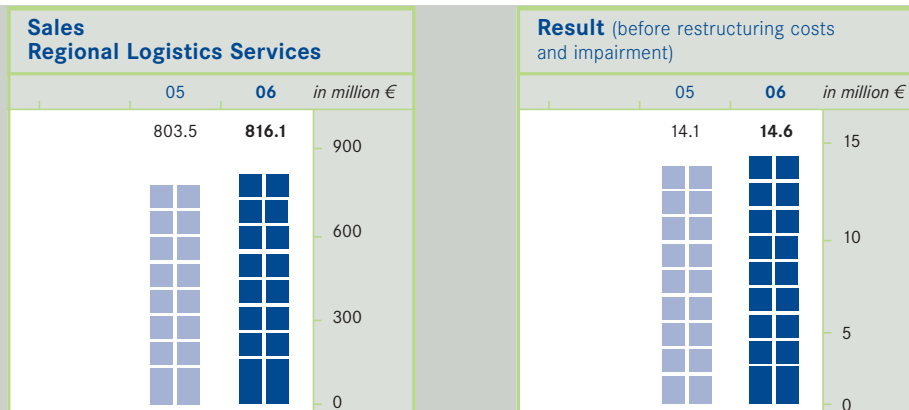 Sales
Regional Logistics Services
05 06 in million €
803.5 816.1
900
600
300
0
Result (before restructuring costs
and impairment)
05 06 in million €
14.1 14.6
15
10
5
0